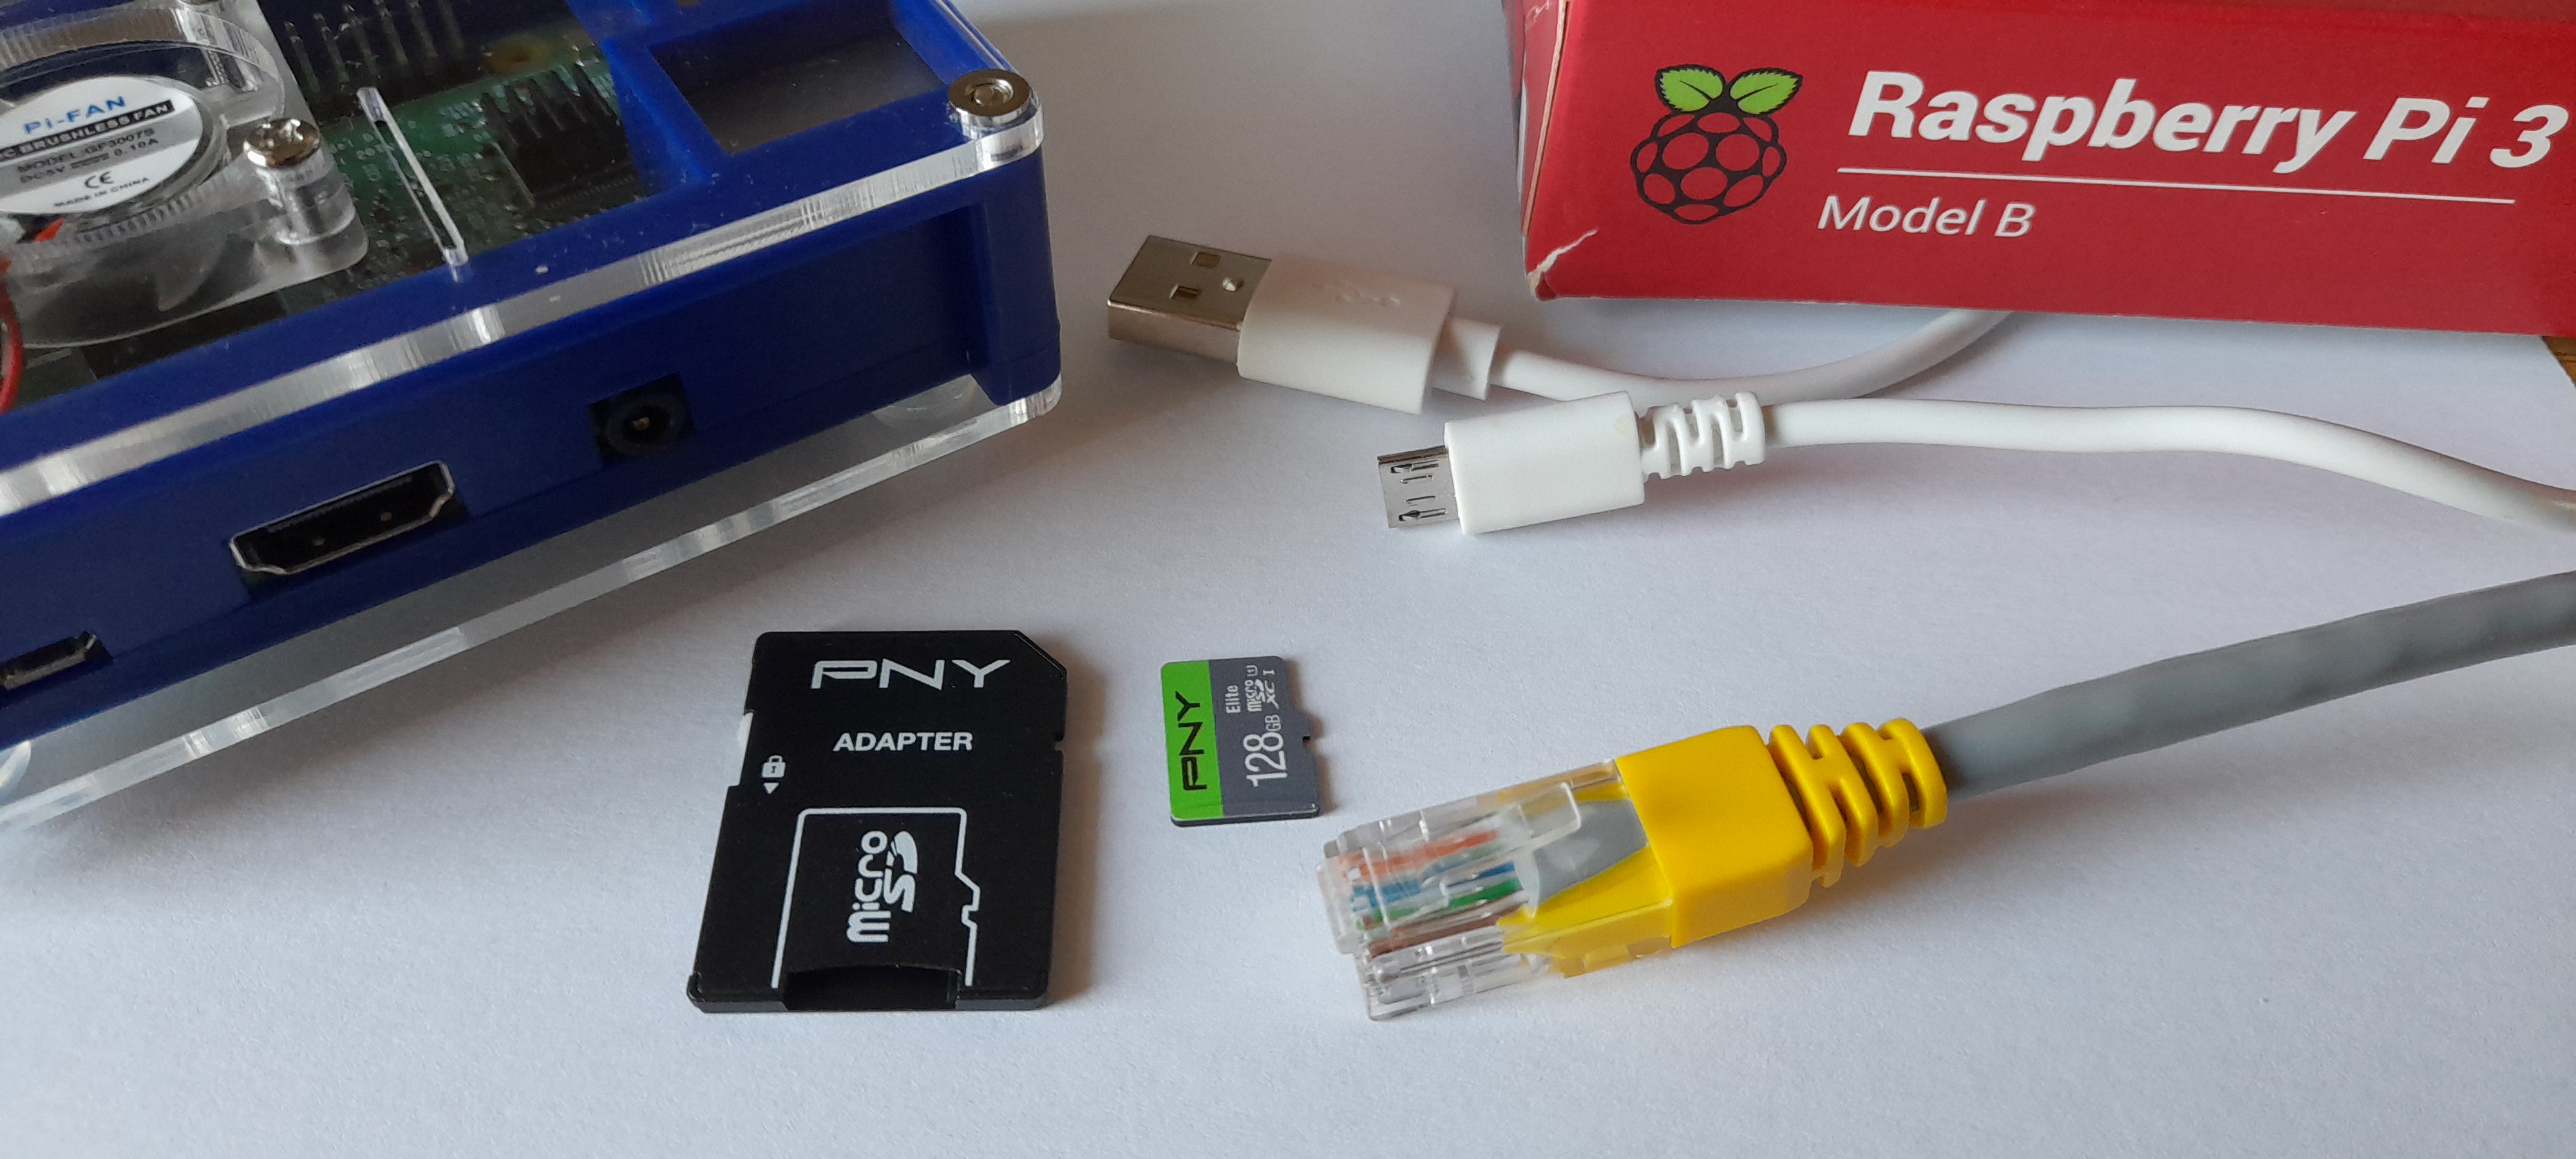 Pi-FAN
C BRUSHLESS FAN
MODEL:GF3007S
DC5V 0.10A
CE
MADE IN CHINA
Raspberry Pi 3
Model B
PNY
ADAPTER
micro SD
PNY
Elite
128GB
micro SD XC I